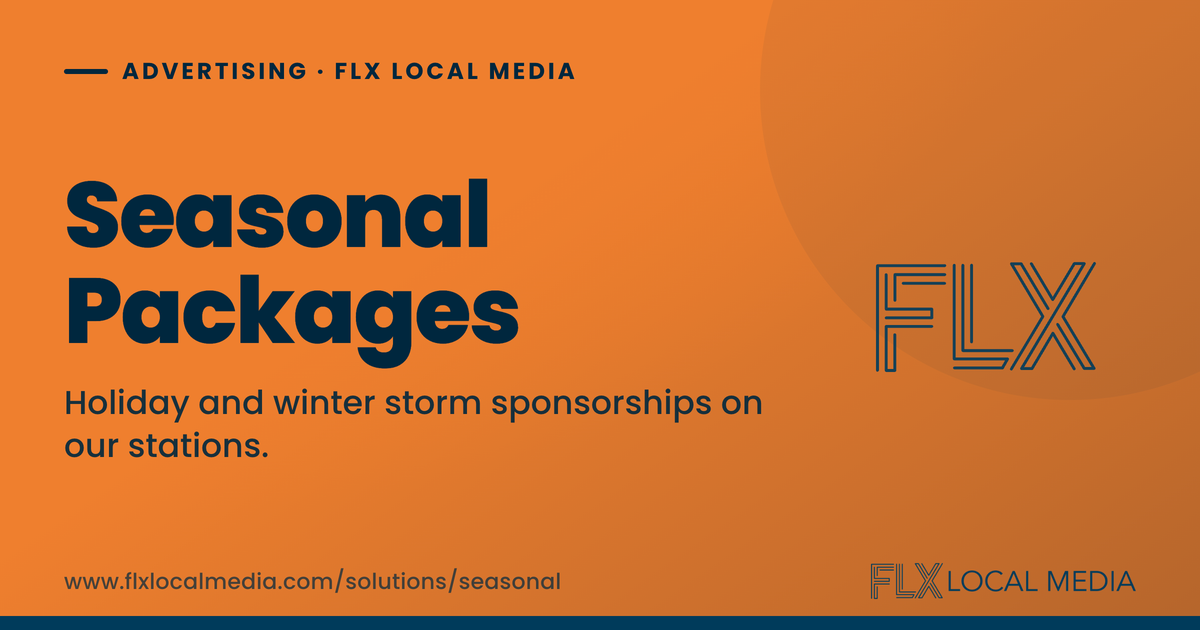 ADVERTISING · FLX LOCAL MEDIA
Seasonal
Packages
Holiday and winter storm sponsorships on
our stations.
FLX
www.flxlocalmedia.com/solutions/seasonal
FLX LOCAL MEDIA